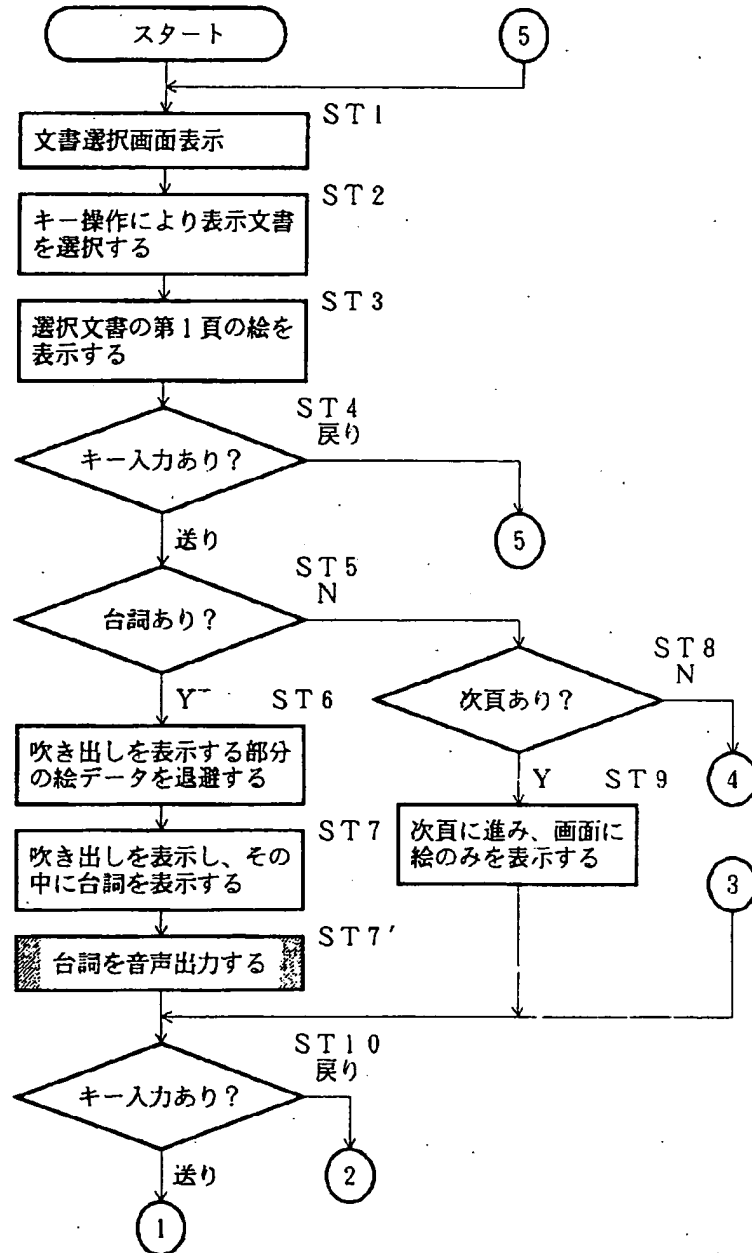 スタート
5
ST1
文書選択画面表示
ST2
キー操作により表示文書
を選択する
ST3
選択文書の第1頁の絵を
表示する
ST4
戻り
キー入力あり?
5
送り
ST5
N
台詞あり?
ST8
N
次頁あり?
Y
ST6
4
吹き出しを表示する部分
の絵データを退避する
Y
ST9
次頁に進み、画面に
絵のみを表示する
ST7
吹き出しを表示し、その
中に台詞を表示する
3
ST7'
台詞を音声出力する
ST10
戻り
キー入力あり?
2
送り
1